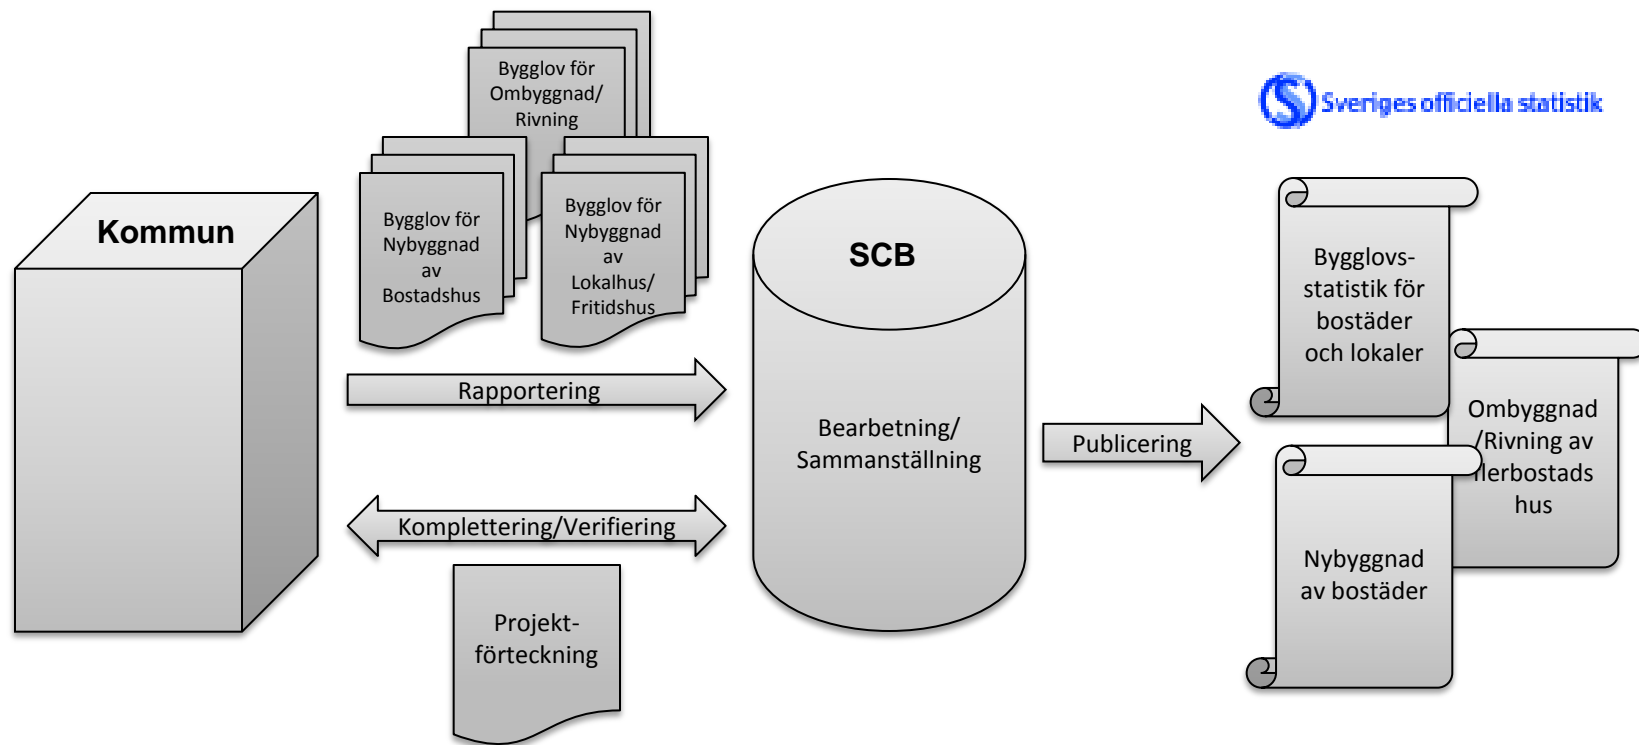 Kommun
Bygglov för
Ombyggnad/
Rivning
Bygglov för
Nybyggnad
av
Bostadshus
Bygglov för
Nybyggnad
av
Lokalhus/
Fritidshus
Rapportering
Komplettering/Verifiering
Projekt-
förteckning
SCB
Bearbetning/
Sammanställning
Publicering
Sveriges officiella statistik
Bygglovs-
statistik för
bostäder
och lokaler
Ombyggnad
/Rivning av
flerbostads
hus
Nybyggnad
av bostäder